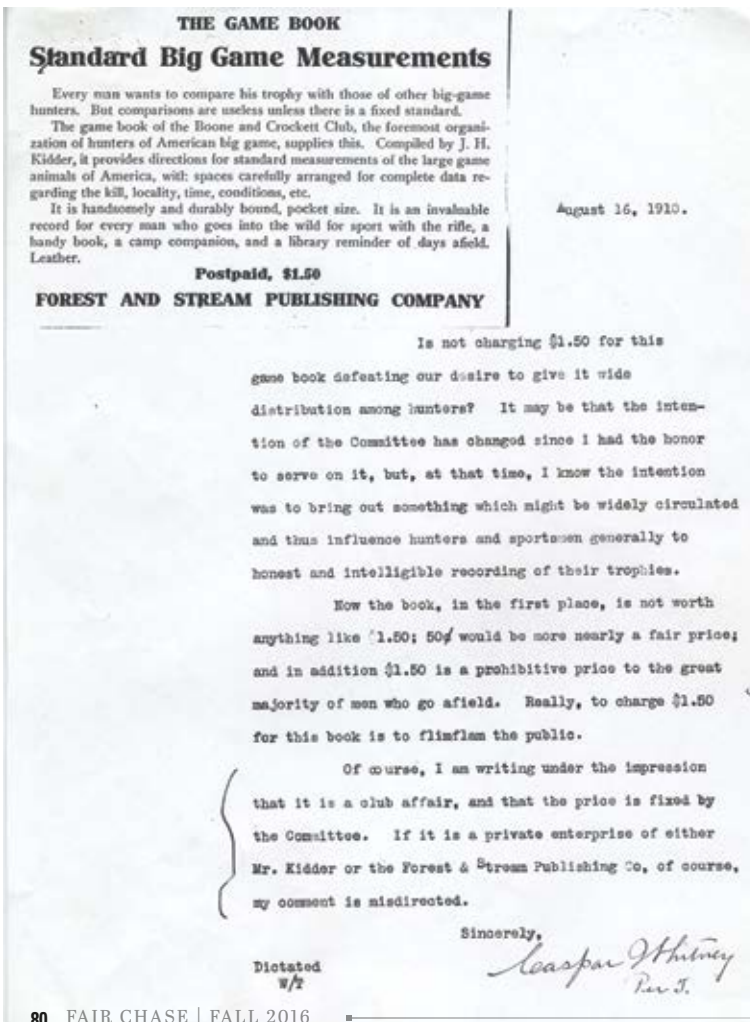 THE GAME BOOK
Standard Big Game Measurements
Every man wants to compare his trophy with those of other big-game
hunters. But comparisons are useless unless there is a fixed standard.
The game book of the Boone and Crockett Club, the foremost organi-
zation of hunters of American big game, supplies this. Compiled by J. H.
Kidder, it provides directions for standard measurements of the large game
animals of America, with spaces carefully arranged for complete data re-
garding the kill, locality, time, conditions, etc.
It is handsomely and durably bound, pocket size. It is an invaluable
record for every man who goes into the wild for sport with the rifle, a
handy book, a camp companion, and a library reminder of days afield.
Leather.
Postpaid, $1.50
FOREST AND STREAM PUBLISHING COMPANY
August 16, 1910.
Is not charging $1.50 for this
game book defeating our desire to give it wide
distribution among hunters? It may be that the inten-
tion of the Committee has changed since I had the honor
to serve on it, but, at that time, I know the intention
was to bring out something which might be widely circulated
and thus influence hunters and sportsmen generally to
honest and intelligible recording of their trophies.
Now the book, in the first place, is not worth
anything like $1.50; 50¢ would be more nearly a fair price;
and in addition $1.50 is a prohibitive price to the great
majority of men who go afield. Really, to charge $1.50
for this book is to flimflam the public.
Of course, I am writing under the impression
that it is a club affair, and that the price is fixed by
the Committee. If it is a private enterprise of either
Mr. Kidder or the Forest & Stream Publishing Co, of course,
my comment is misdirected.
Sincerely,
Caspar Whitney
Per T.
Dictated
W/T
80 FAIR CHASE | FALL 2016